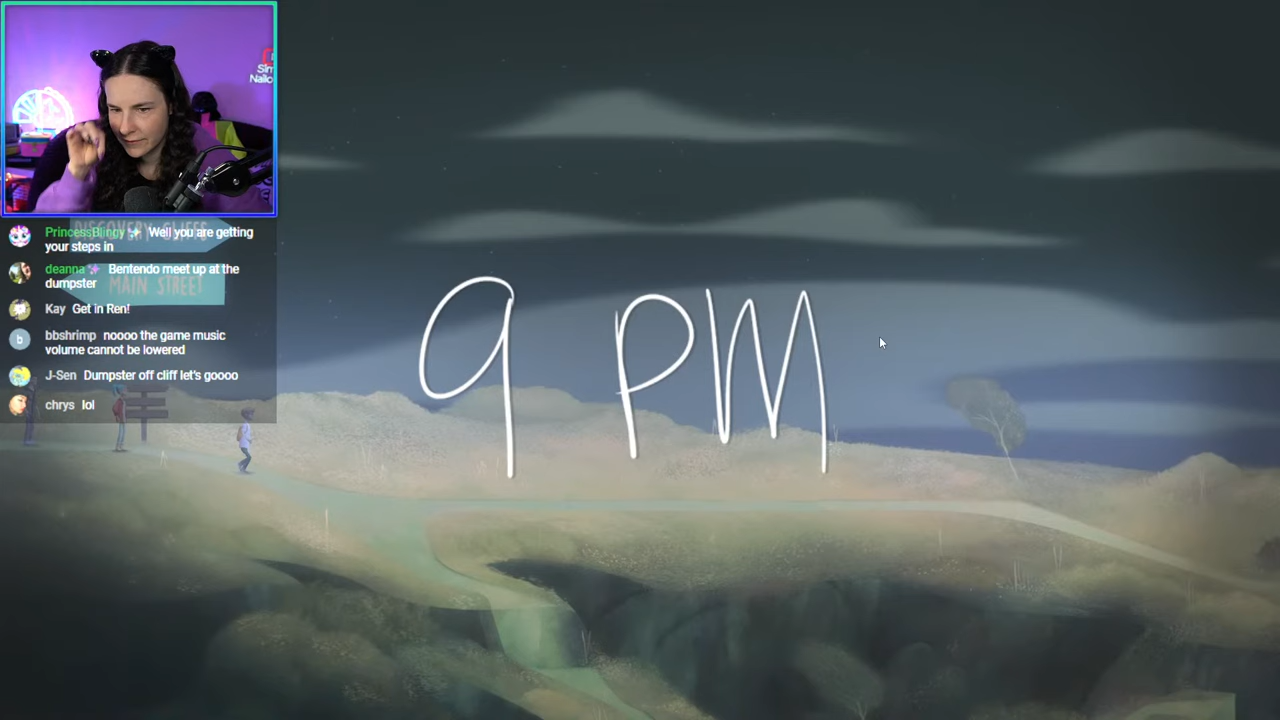 DISCOVERY CLIFFS
PrincessBlingy Well you are getting
your steps in
deanna Bentendo meet up at the
dumpster
MAIN STREET
Kay Get in Ren!
b bbshrimp noooo the game music
volume cannot be lowered
J-Sen Dumpster off cliff let's goooo
chrys lol
9 PM